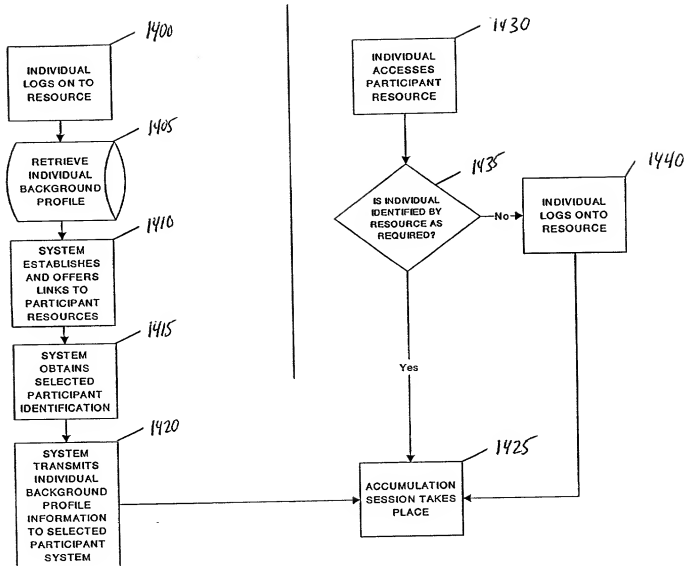 1400
INDIVIDUAL
LOGS ON TO
RESOURCE
1405
RETRIEVE
INDIVIDUAL
BACKGROUND
PROFILE
1410
SYSTEM
ESTABLISHES
AND OFFERS
LINKS TO
PARTICIPANT
RESOURCES
1415
SYSTEM
OBTAINS
SELECTED
PARTICIPANT
IDENTIFICATION
1420
SYSTEM
TRANSMITS
INDIVIDUAL
BACKGROUND
PROFILE
INFORMATION
TO SELECTED
PARTICIPANT
SYSTEM
1430
INDIVIDUAL
ACCESSES
PARTICIPANT
RESOURCE
1435
IS INDIVIDUAL
IDENTIFIED BY
RESOURCE AS
REQUIRED?
No
1440
INDIVIDUAL
LOGS ONTO
RESOURCE
Yes
1425
ACCUMULATION
SESSION TAKES
PLACE